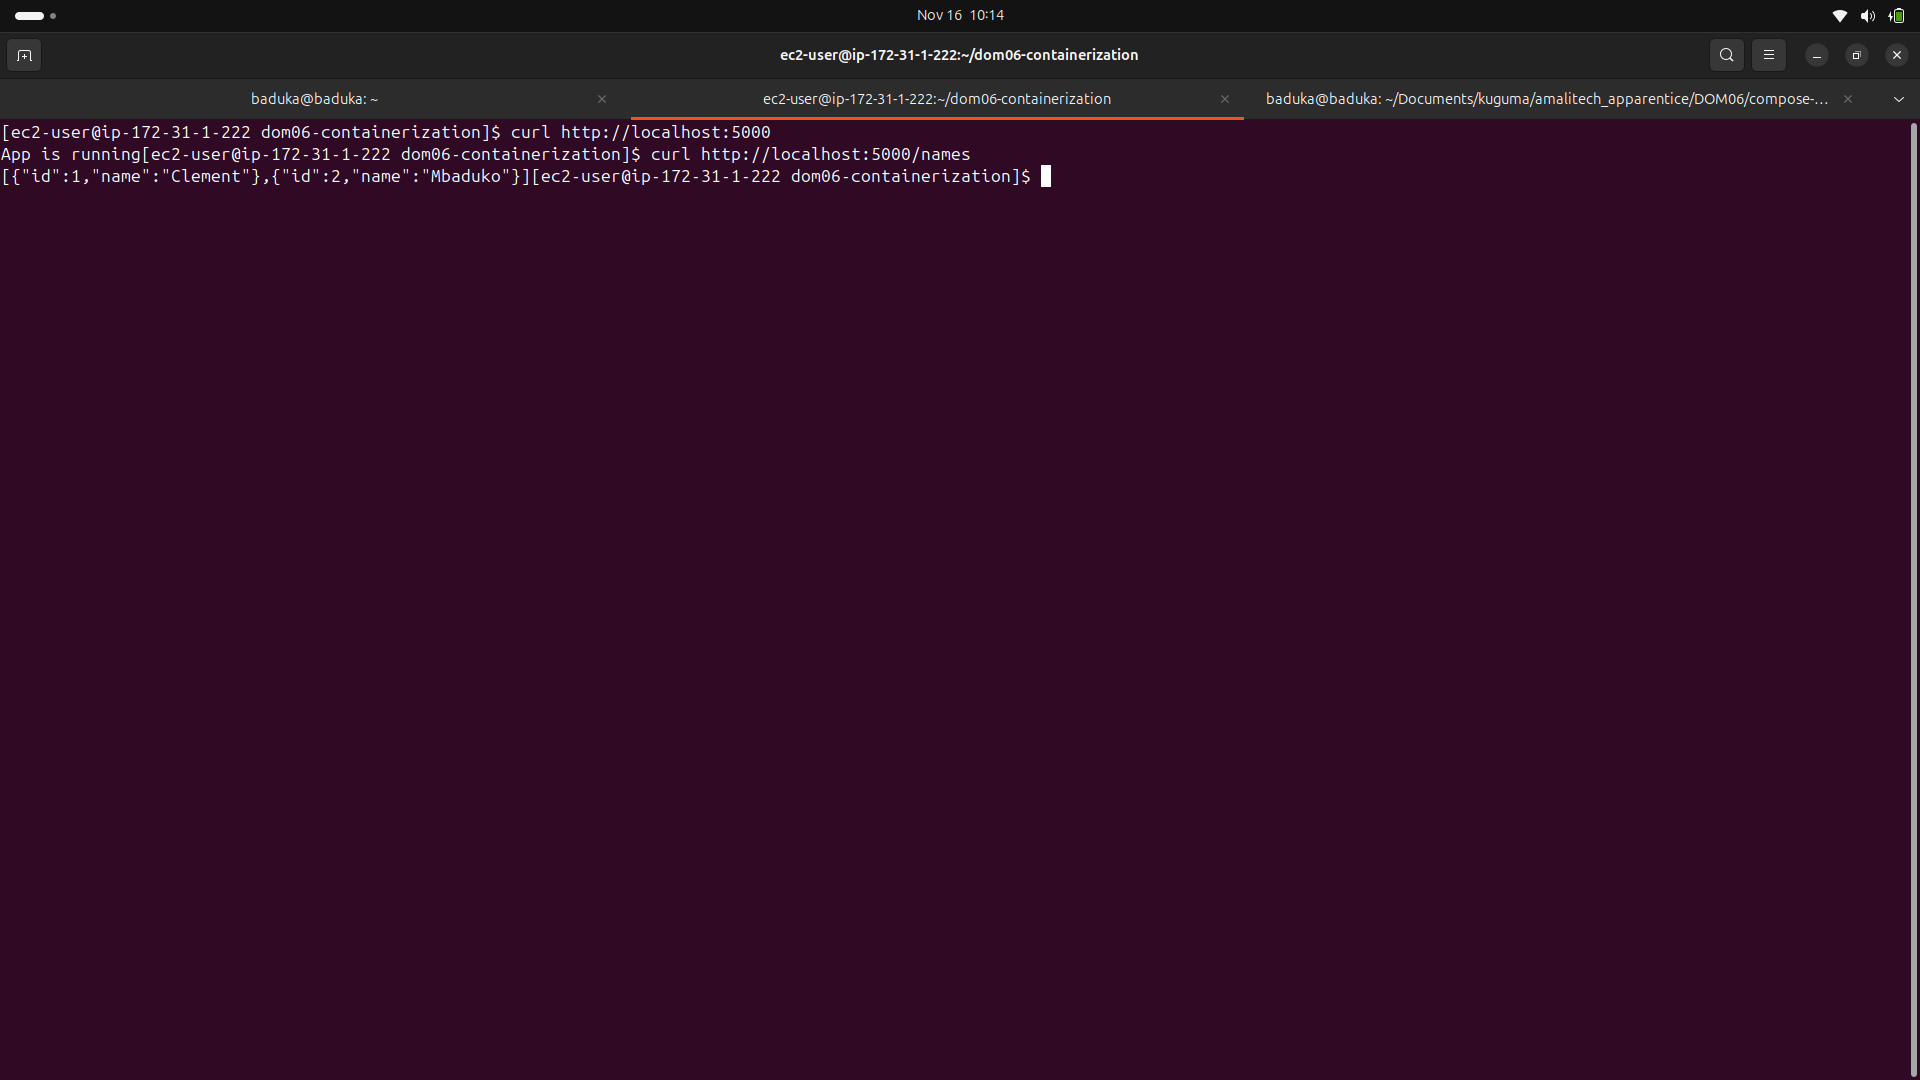 Nov 16 10:14
ec2-user@ip-172-31-1-222:~/dom06-containerization
baduka@baduka: ~
ec2-user@ip-172-31-1-222:~/dom06-containerization
baduka@baduka: ~/Documents/kuguma/amalitech_apparentice/DOM06/compose-...
[ec2-user@ip-172-31-1-222 dom06-containerization]$ curl http://localhost:5000
App is running[ec2-user@ip-172-31-1-222 dom06-containerization]$ curl http://localhost:5000/names
[{"id":1,"name":"Clement"},{"id":2,"name":"Mbaduko"}][ec2-user@ip-172-31-1-222 dom06-containerization]$